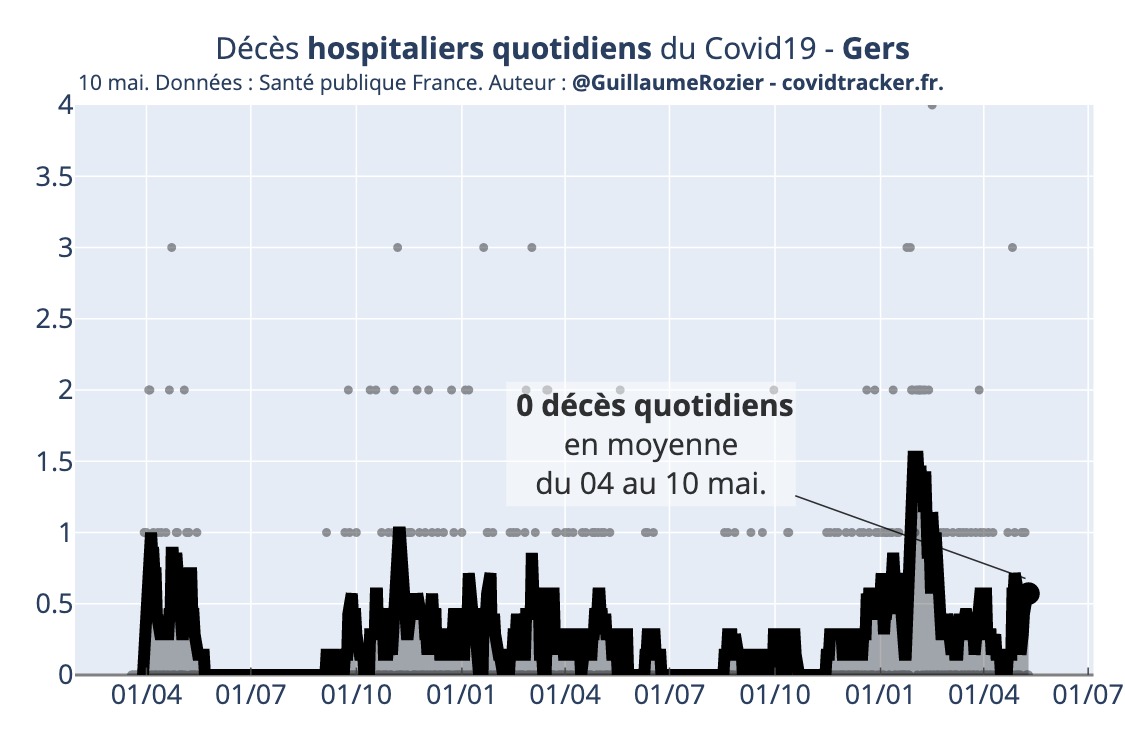 Décès hospitaliers quotidiens du Covid19 - Gers
10 mai. Données : Santé publique France. Auteur : @GuillaumeRozier - covidtracker.fr.
4
3.5
3
2.5
2
1.5
1
0.5
0
0 décès quotidiens
en moyenne
du 04 au 10 mai.
01/04 01/07 01/10 01/01 01/04 01/07 01/10 01/01 01/04 01/07